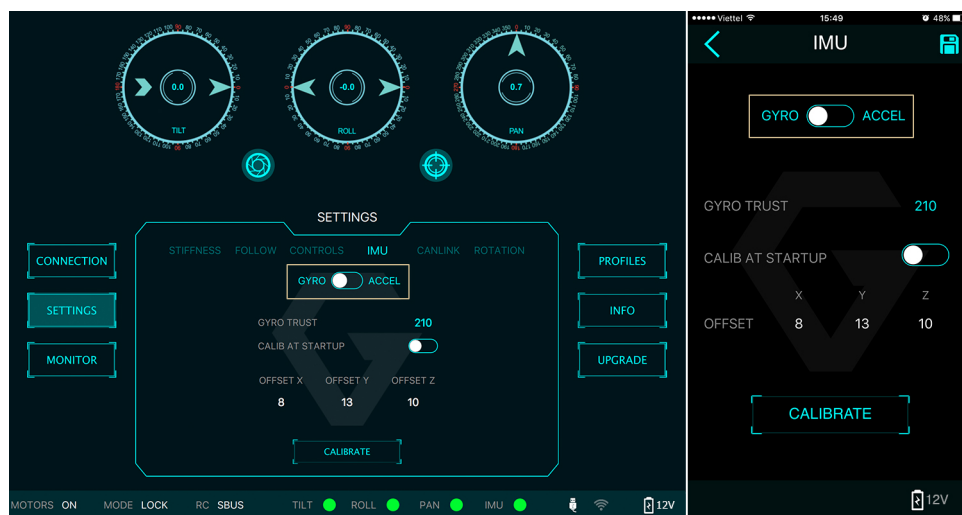 0.0
-0.0
0.7
TILT
ROLL
PAN
SETTINGS
STIFFNESS FOLLOW CONTROLS IMU CANLINK ROTATION
GYRO ACCEL
GYRO TRUST 210
CALIB AT STARTUP
OFFSET X OFFSET Y OFFSET Z
8 13 10
CALIBRATE
CONNECTION
SETTINGS
MONITOR
PROFILES
INFO
UPGRADE
MOTORS ON MODE LOCK RC SBUS TILT ROLL PAN IMU 12V
Viettel 15:49 48%
IMU
GYRO ACCEL
GYRO TRUST 210
CALIB AT STARTUP
X Y Z
OFFSET 8 13 10
CALIBRATE
12V